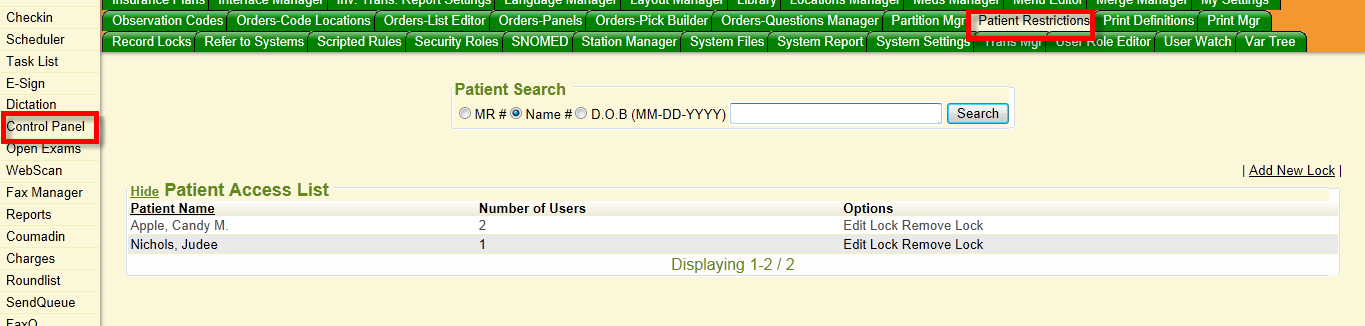 Insurance Plans Interface Manager Inv. Trans. Report Settings Language Manager Layout Manager Library Locations Manager Meds Manager Menu Editor Merge Manager My Settings
Observation Codes Orders-Code Locations Orders-List Editor Orders-Panels Orders-Pick Builder Orders-Questions Manager Partition Mgr Patient Restrictions Print Definitions Print Mgr
Record Locks Refer to Systems Scripted Rules Security Roles SNOMED Station Manager System Files System Report System Settings Trans Mgr User Role Editor User Watch Var Tree
Checkin
Scheduler
Task List
E-Sign
Dictation
Control Panel
Open Exams
WebScan
Fax Manager
Reports
Coumadin
Charges
Roundlist
SendQueue
FaxQ
Patient Search
MR # Name # D.O.B (MM-DD-YYYY) Search
| Add New Lock |
Hide Patient Access List
Patient Name Number of Users Options
Apple, Candy M. 2 Edit Lock Remove Lock
Nichols, Judee 1 Edit Lock Remove Lock
Displaying 1-2 / 2